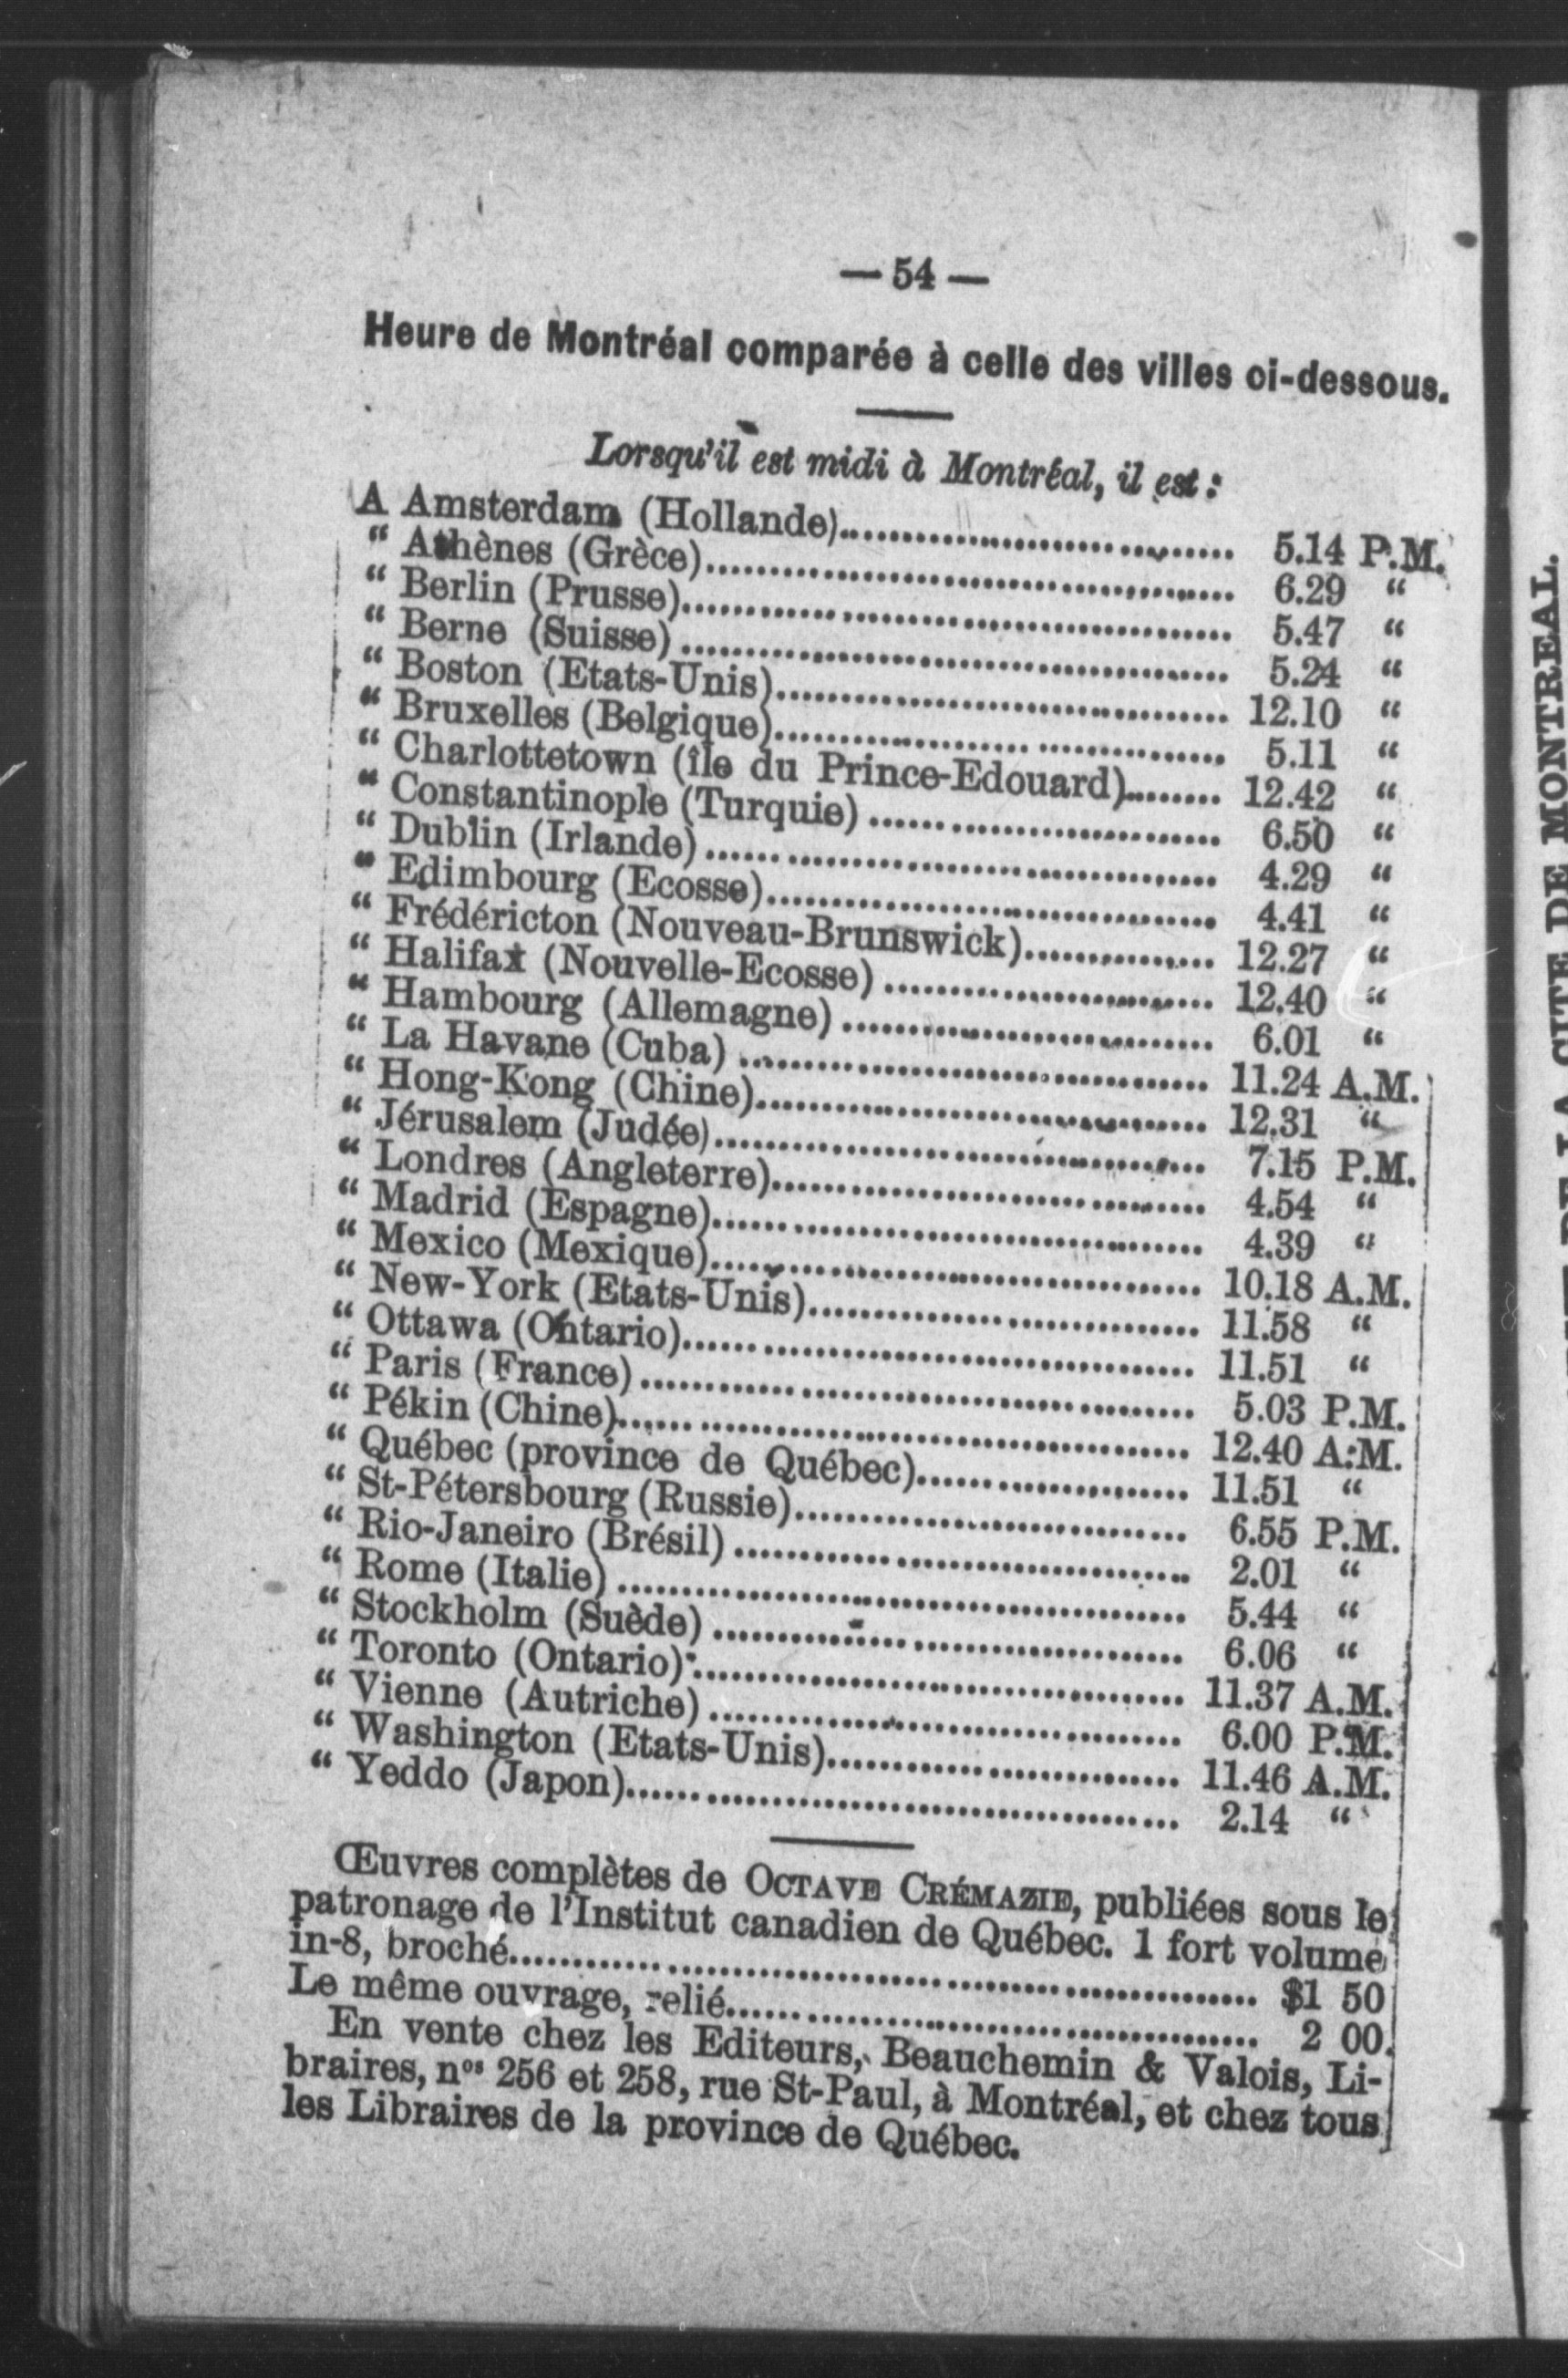 — 54 —
Heure de Montréal comparée à celle des villes ci-dessous.
Lorsqu'il est midi à Montréal, il est :
A Amsterdam (Hollande)........ 5.14 P.M.
“ Athènes (Grèce)........ 6.29 “
“ Berlin (Prusse)........ 5.47 “
“ Berne (Suisse) ........ 5.24 “
“ Boston (Etats-Unis)........ 12.10 “
“ Bruxelles (Belgique)........ 5.11 “
“ Charlottetown (île du Prince-Edouard)........ 12.42 “
“ Constantinople (Turquie) ........ 6.50 “
“ Dublin (Irlande) ........ 4.29 “
“ Edimbourg (Ecosse)........ 4.41 “
“ Frédéricton (Nouveau-Brunswick)........ 12.27 “
“ Halifax (Nouvelle-Ecosse) ........ 12.40 “
“ Hambourg (Allemagne) ........ 6.01 “
“ La Havane (Cuba) ........ 11.24 A.M.
“ Hong-Kong (Chine)........ 12.31 “
“ Jérusalem (Judée)........ 7.15 P.M.
“ Londres (Angleterre)........ 4.54 “
“ Madrid (Espagne)........ 4.39 “
“ Mexico (Mexique)........ 10.18 A.M.
“ New-York (Etats-Unis)........ 11.58 “
“ Ottawa (Ontario)........ 11.51 “
“ Paris (France) ........ 5.03 P.M.
“ Pékin (Chine)........ 12.40 A.M.
“ Québec (province de Québec)........ 11.51 “
“ St-Pétersbourg (Russie)........ 6.55 P.M.
“ Rio-Janeiro (Brésil) ........ 2.01 “
“ Rome (Italie) ........ 5.44 “
“ Stockholm (Suède) ........ 6.06 “
“ Toronto (Ontario)........ 11.37 A.M.
“ Vienne (Autriche) ........ 6.00 P.M.
“ Washington (Etats-Unis)........ 11.46 A.M.
“ Yeddo (Japon)........ 2.14 “
Œuvres complètes de OCTAVE CRÉMAZIE, publiées sous le
patronage de l'Institut canadien de Québec. 1 fort volume
in-8, broché........ $1 50
Le même ouvrage, relié........ 2 00.
En vente chez les Editeurs, Beauchemin & Valois, Li-
braires, nos 256 et 258, rue St-Paul, à Montréal, et chez tous
les Libraires de la province de Québec.
CITE DE MONTREAL.